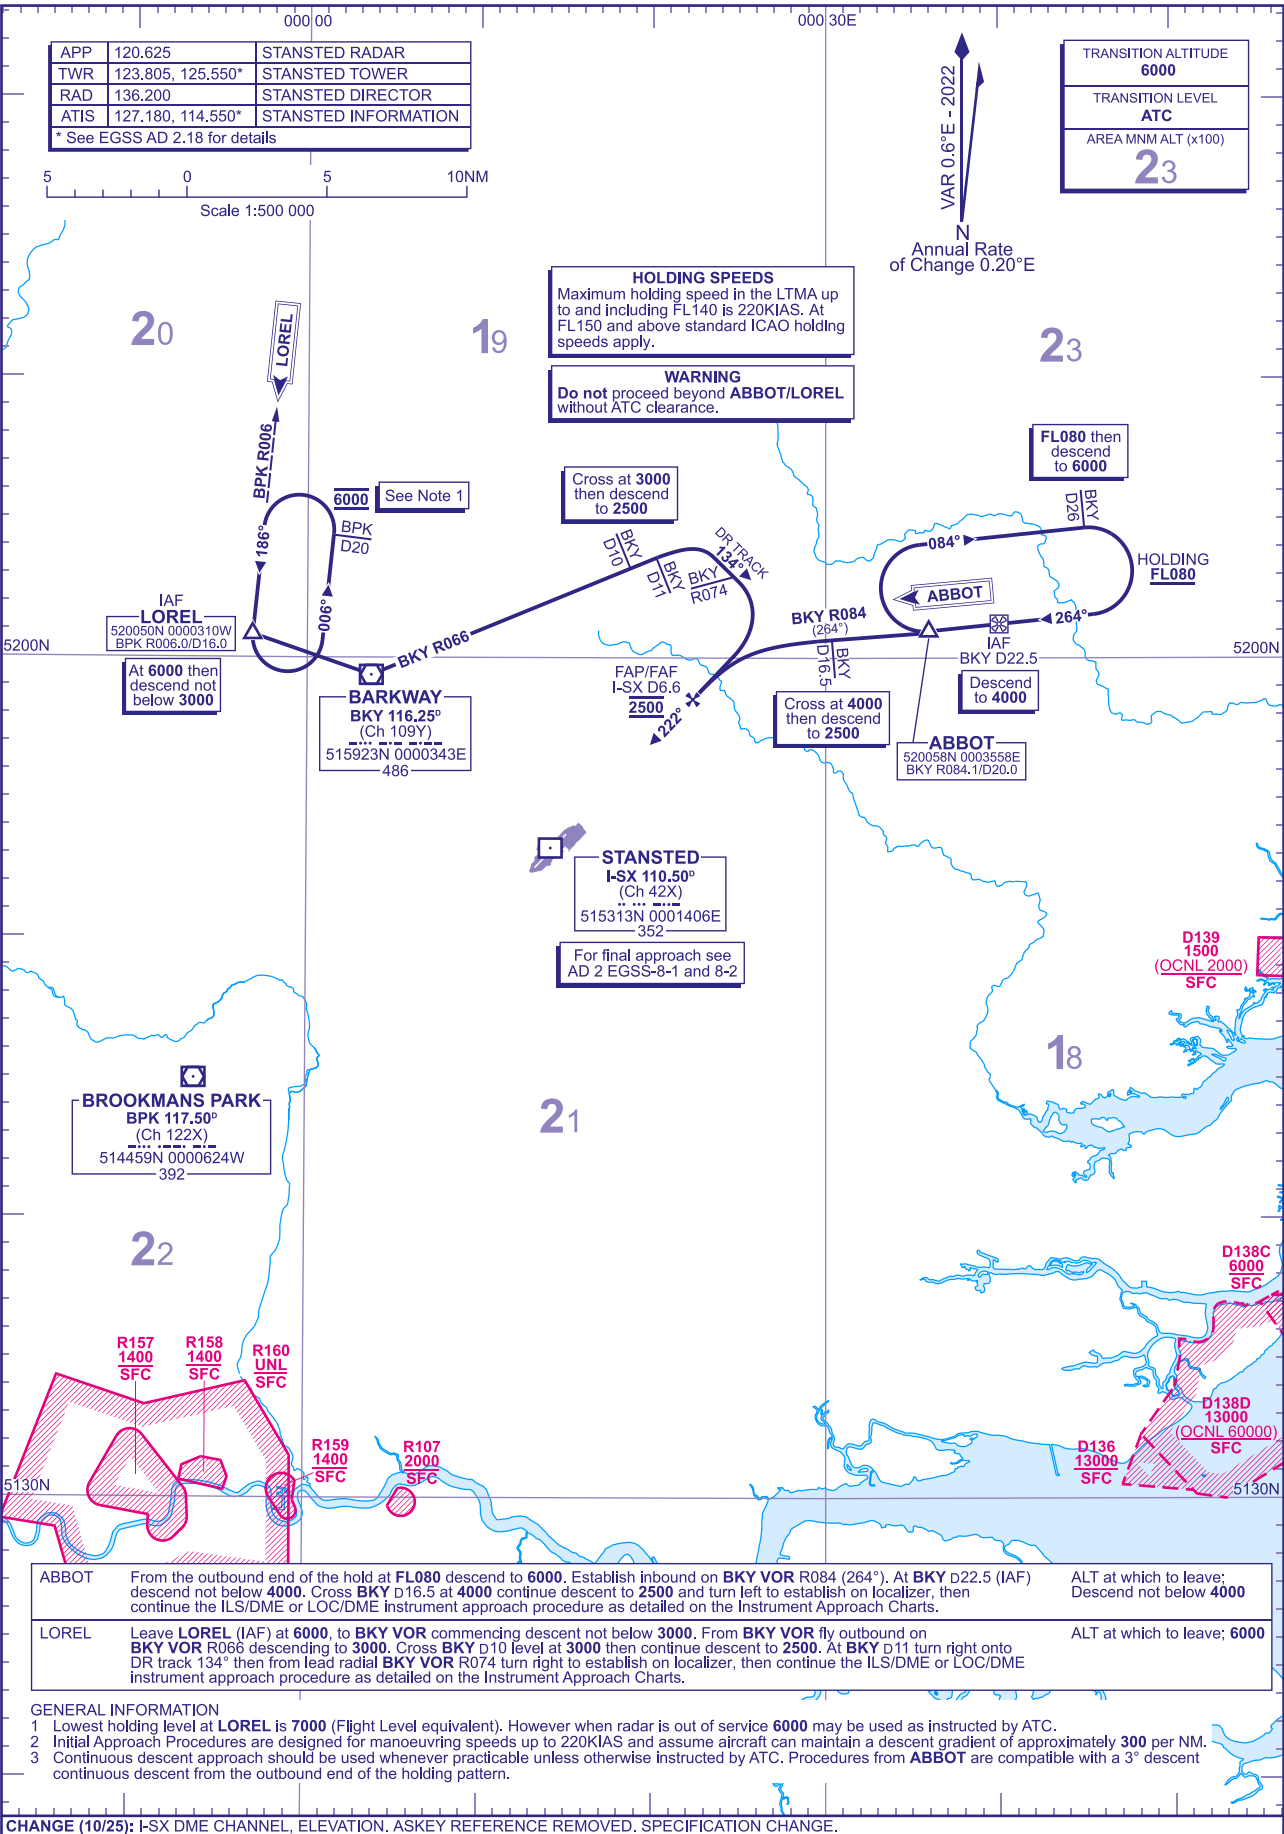 000 00
000 30E
APP 120.625 STANSTED RADAR
TWR 123.805, 125.550* STANSTED TOWER
RAD 136.200 STANSTED DIRECTOR
ATIS 127.180, 114.550* STANSTED INFORMATION
* See EGSS AD 2.18 for details
5 0 5 10NM
Scale 1:500 000
VAR 0.6°E - 2022
N
Annual Rate
of Change 0.20°E
TRANSITION ALTITUDE
6000
TRANSITION LEVEL
ATC
AREA MNM ALT (x100)
23
HOLDING SPEEDS
Maximum holding speed in the LTMA up
to and including FL140 is 220KIAS. At
FL150 and above standard ICAO holding
speeds apply.
WARNING
Do not proceed beyond ABBOT/LOREL
without ATC clearance.
20
19
23
LOREL
BPK R006
186°
006°
6000
See Note 1
BPK
D20
IAF
LOREL
520050N 0000310W
BPK R006.0/D16.0
At 6000 then
descend not
below 3000
5200N
5200N
BARKWAY
BKY 116.25D
(Ch 109Y)
515923N 0000343E
486
BKY R066
Cross at 3000
then descend
to 2500
BKY
D10
BKY
D11
BKY
R074
DR TRACK
134°
FL080 then
descend
to 6000
BKY
D26
084°
HOLDING
FL080
ABBOT
264°
BKY R084
(264°)
BKY
D16.5
IAF
BKY D22.5
Descend
to 4000
FAP/FAF
I-SX D6.6
2500
222°
Cross at 4000
then descend
to 2500
ABBOT
520058N 0003558E
BKY R084.1/D20.0
STANSTED
I-SX 110.50D
(Ch 42X)
515313N 0001406E
352
For final approach see
AD 2 EGSS-8-1 and 8-2
D139
1500
(OCNL 2000)
SFC
18
BROOKMANS PARK
BPK 117.50D
(Ch 122X)
514459N 0000624W
392
21
22
D138C
6000
SFC
R157
1400
SFC
R158
1400
SFC
R160
UNL
SFC
R159
1400
SFC
R107
2000
SFC
D138D
13000
(OCNL 60000)
SFC
D136
13000
SFC
5130N
5130N
ABBOT From the outbound end of the hold at FL080 descend to 6000. Establish inbound on BKY VOR R084 (264°). At BKY D22.5 (IAF) ALT at which to leave;
descend not below 4000. Cross BKY D16.5 at 4000 continue descent to 2500 and turn left to establish on localizer, then Descend not below 4000
continue the ILS/DME or LOC/DME instrument approach procedure as detailed on the Instrument Approach Charts.
LOREL Leave LOREL (IAF) at 6000, to BKY VOR commencing descent not below 3000. From BKY VOR fly outbound on ALT at which to leave; 6000
BKY VOR R066 descending to 3000. Cross BKY D10 level at 3000 then continue descent to 2500. At BKY D11 turn right onto
DR track 134° then from lead radial BKY VOR R074 turn right to establish on localizer, then continue the ILS/DME or LOC/DME
instrument approach procedure as detailed on the Instrument Approach Charts.
GENERAL INFORMATION
1 Lowest holding level at LOREL is 7000 (Flight Level equivalent). However when radar is out of service 6000 may be used as instructed by ATC.
2 Initial Approach Procedures are designed for manoeuvring speeds up to 220KIAS and assume aircraft can maintain a descent gradient of approximately 300 per NM.
3 Continuous descent approach should be used whenever practicable unless otherwise instructed by ATC. Procedures from ABBOT are compatible with a 3° descent
continuous descent from the outbound end of the holding pattern.
CHANGE (10/25): I-SX DME CHANNEL, ELEVATION. ASKEY REFERENCE REMOVED. SPECIFICATION CHANGE.